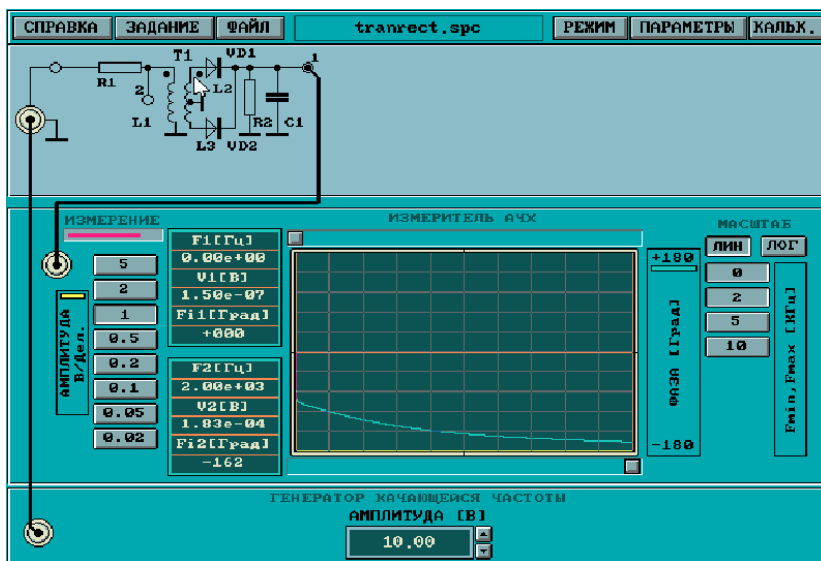 СПРАВКА ЗАДАНИЕ ФАЙЛ tranrect.spc РЕЖИМ ПАРАМЕТРЫ КАЛЬК.
T1 VD1 1
R1 2 L2
L1 R2 C1
L3 VD2
ИЗМЕРЕНИЕ ИЗМЕРИТЕЛЬ АЧХ МАСШТАБ
F1[Гц] ЛИН ЛОГ
5 0.00e+00 +180 0
V1[В]
2 1.50e-07 2
Fi1[Град]
1 +000 5
0.5 F2[Гц] 10
0.2 2.00e+03
V2[В]
0.1 1.83e-04
0.05 Fi2[Град] -180
0.02 -162
АМПЛИТУДА
В/Дел.
ФАЗА [Град]
Fmin,Fmax [КГц]
ГЕНЕРАТОР КАЧАЮЩЕЙСЯ ЧАСТОТЫ
АМПЛИТУДА [В]
10.00